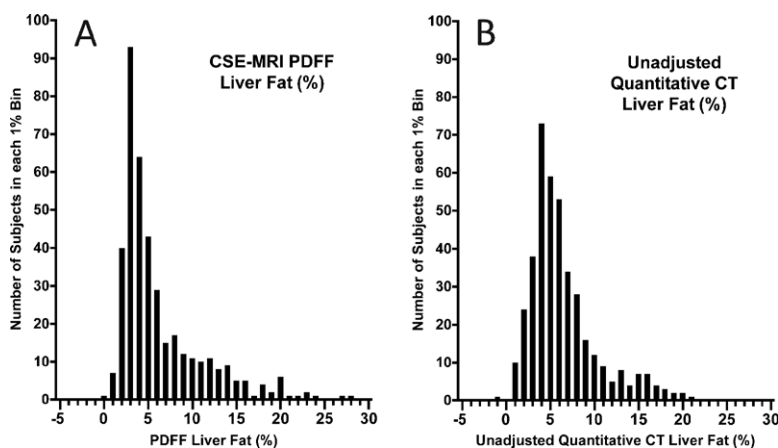 A
CSE-MRI PDFF
Liver Fat (%)
Number of Subjects in each 1% Bin
100
90
80
70
60
50
40
30
20
10
0
-5 0 5 10 15 20 25 30
PDFF Liver Fat (%)
B
Unadjusted
Quantitative CT
Liver Fat (%)
Number of Subjects in each 1% Bin
100
90
80
70
60
50
40
30
20
10
0
-5 0 5 10 15 20 25 30
Unadjusted Quantitative CT Liver Fat (%)